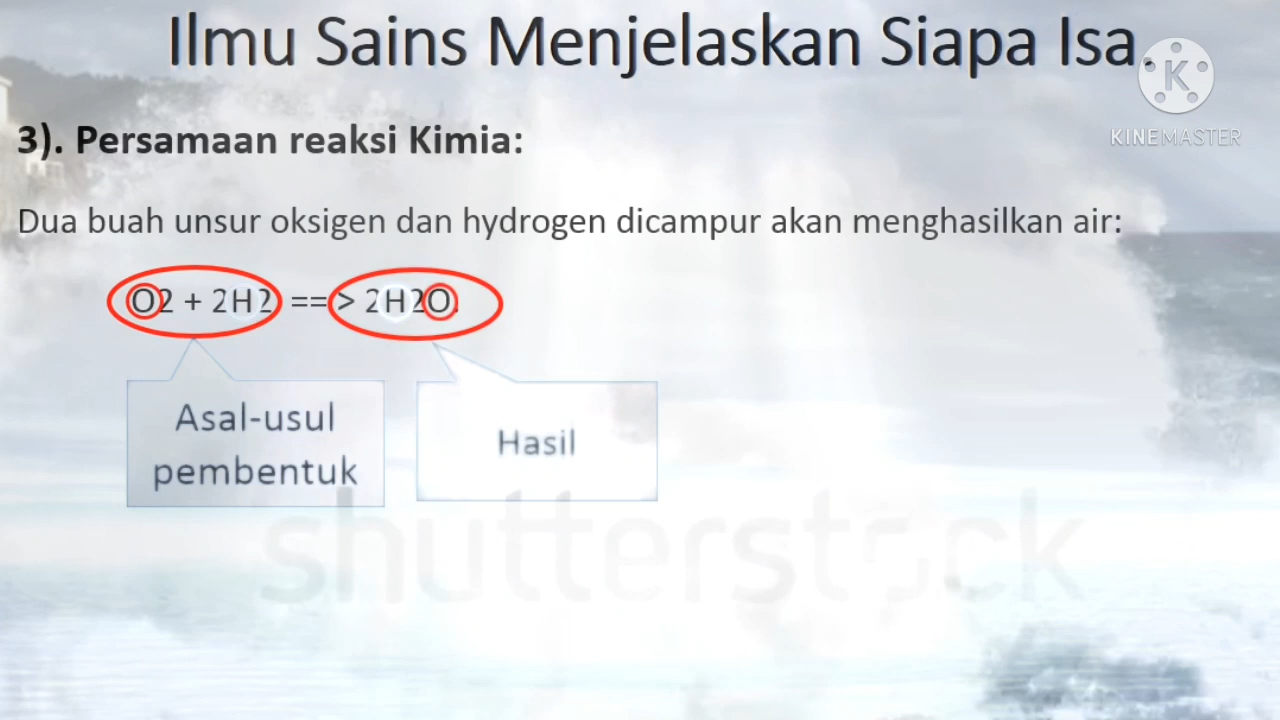 Ilmu Sains Menjelaskan Siapa Isa.
K
KINEMASTER
3). Persamaan reaksi Kimia:
Dua buah unsur oksigen dan hydrogen dicampur akan menghasilkan air:
O2 + 2H2 ==> 2H2O.
Asal-usul
pembentuk
Hasil
shutterstock